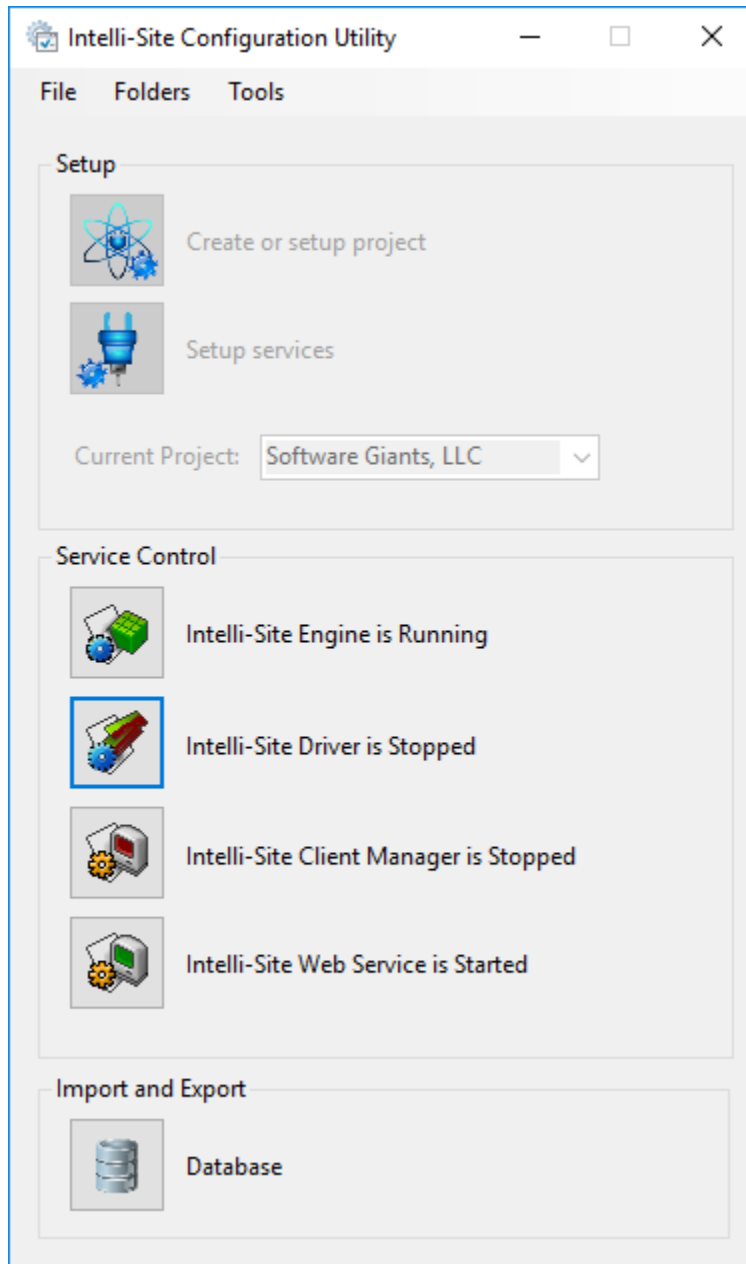 Intelli-Site Configuration Utility
File Folders Tools
Setup
Create or setup project
Setup services
Current Project: Software Giants, LLC
Service Control
Intelli-Site Engine is Running
Intelli-Site Driver is Stopped
Intelli-Site Client Manager is Stopped
Intelli-Site Web Service is Started
Import and Export
Database